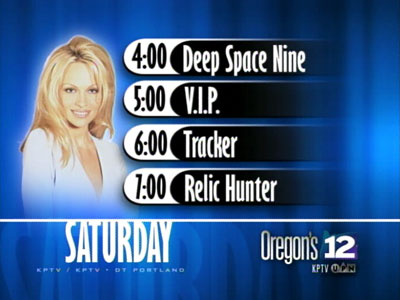 4:00 Deep Space Nine
5:00 V.I.P.
6:00 Tracker
7:00 Relic Hunter
SATURDAY
KPTV / KPTV • DT PORTLAND
Oregon's 12
KPTV UPN